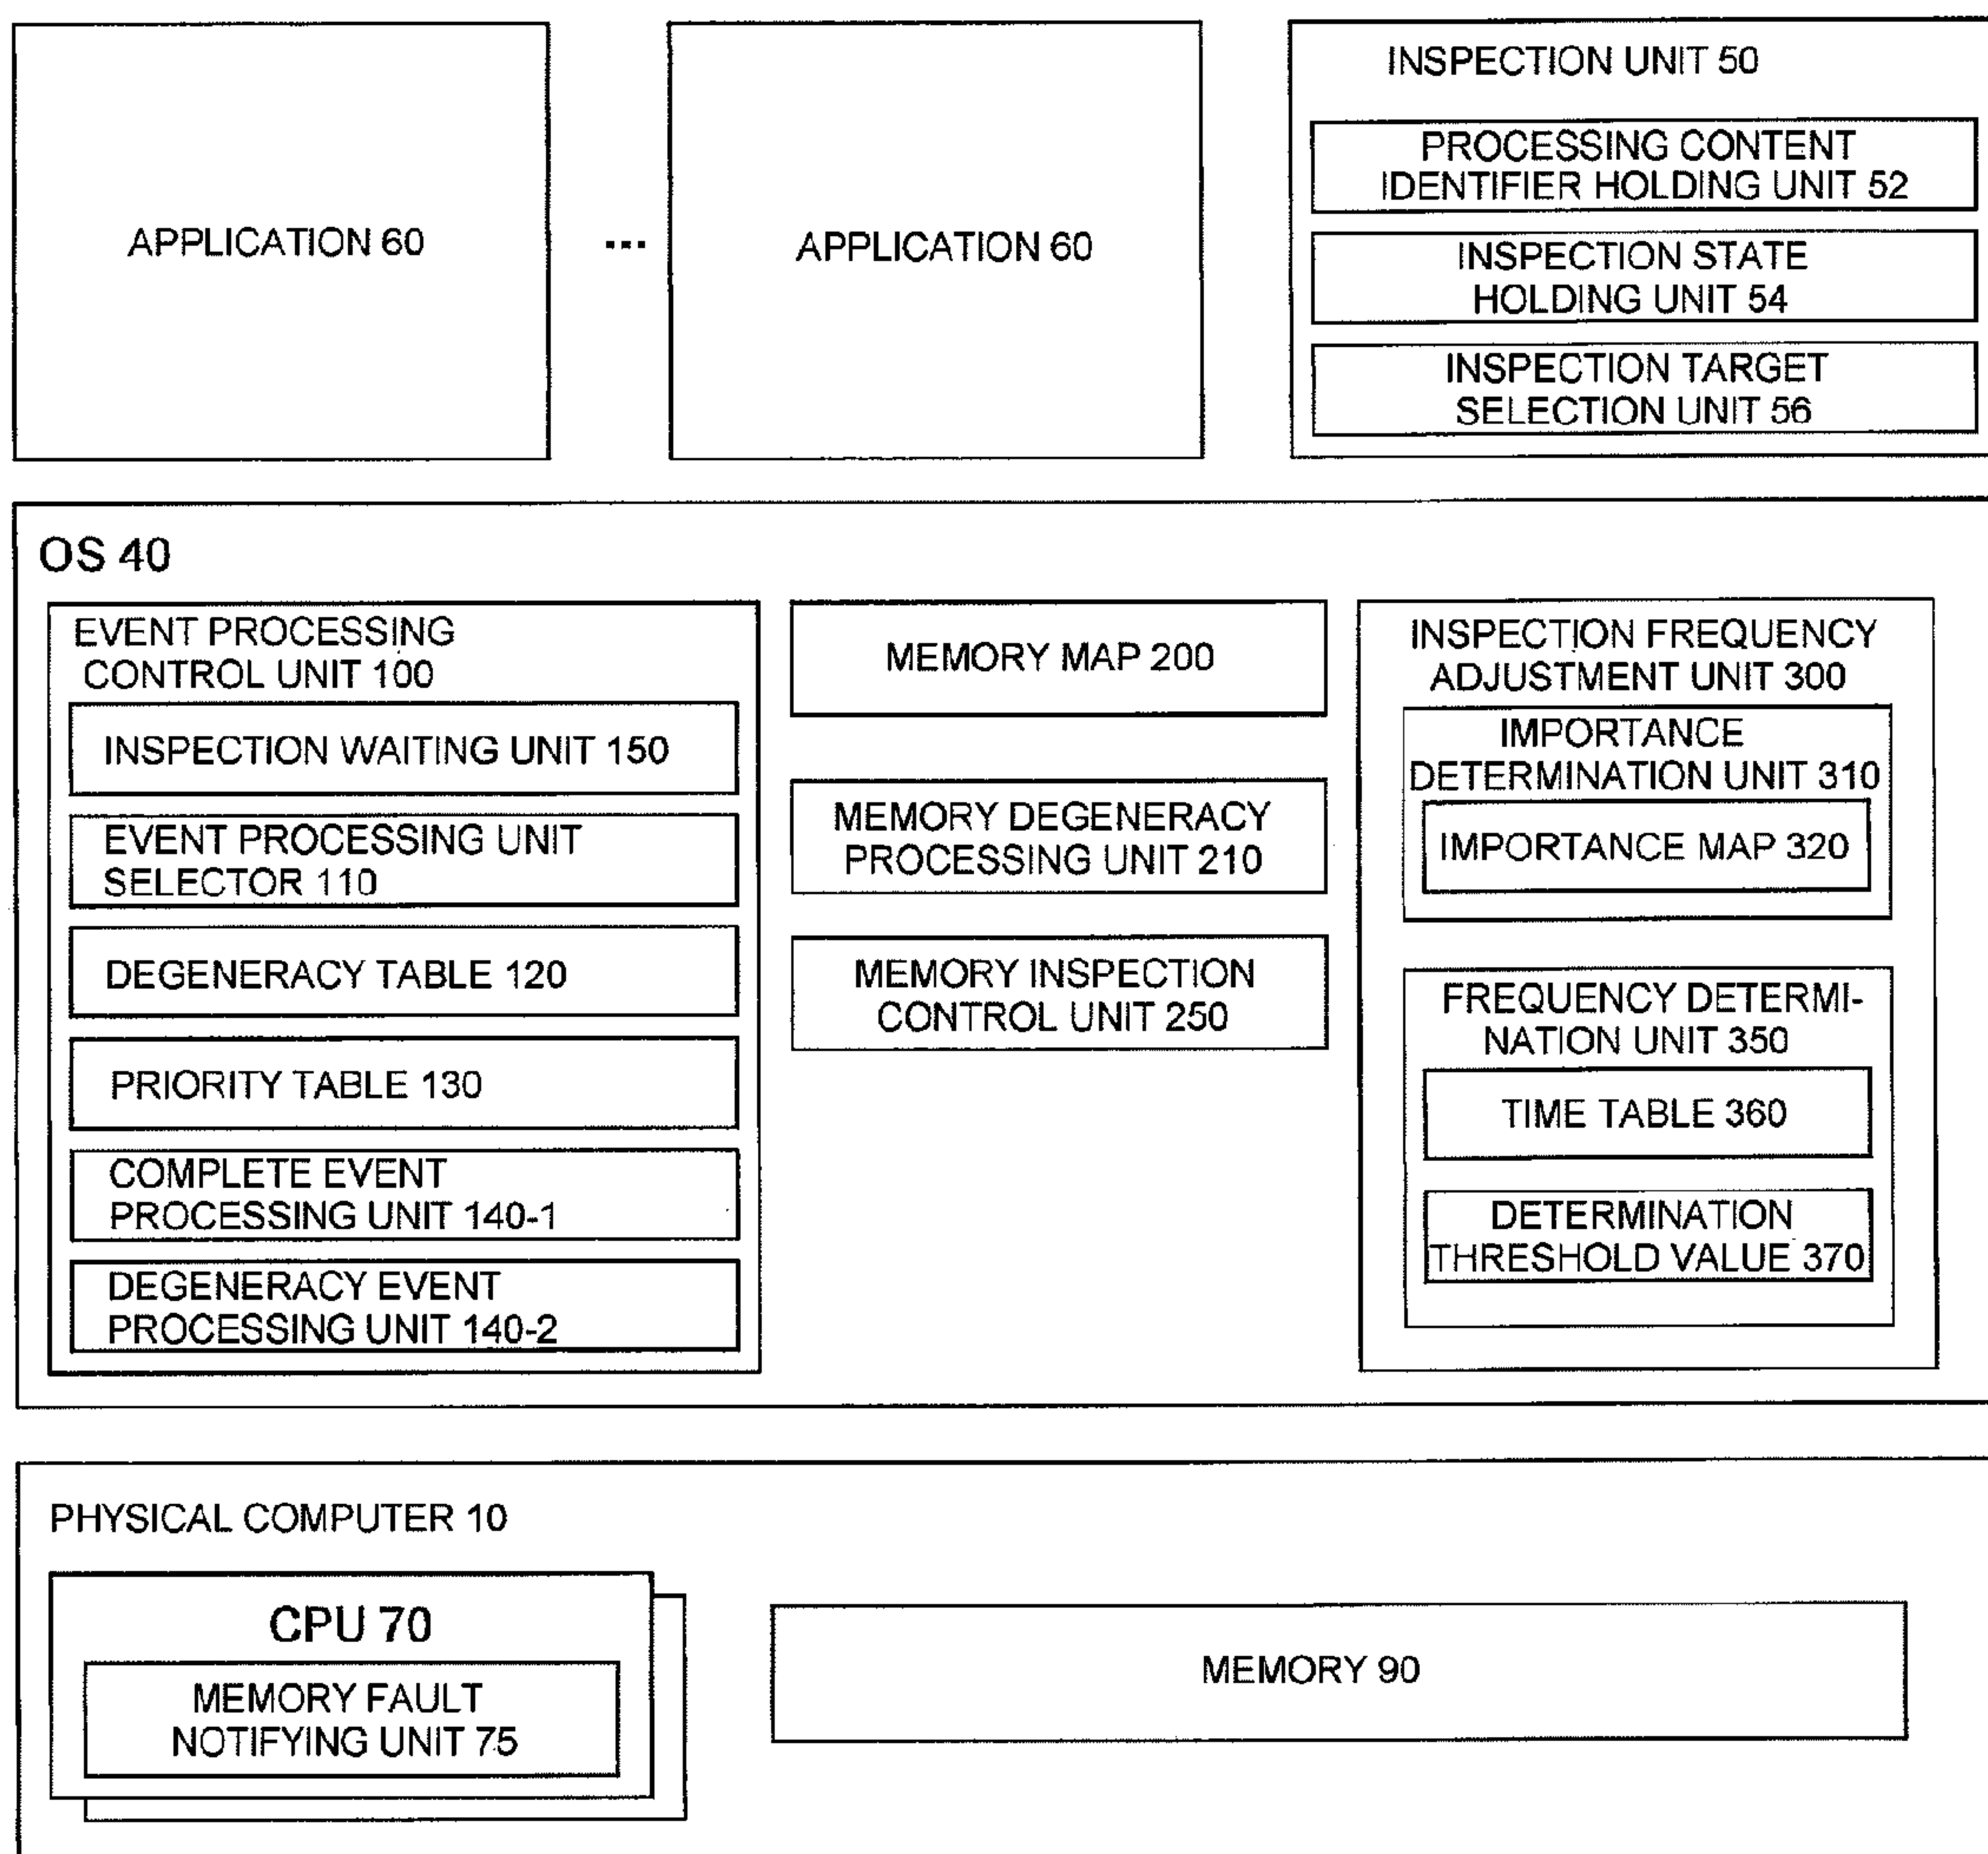 APPLICATION 60
...
APPLICATION 60
INSPECTION UNIT 50
PROCESSING CONTENT
IDENTIFIER HOLDING UNIT 52
INSPECTION STATE
HOLDING UNIT 54
INSPECTION TARGET
SELECTION UNIT 56
OS 40
EVENT PROCESSING
CONTROL UNIT 100
INSPECTION WAITING UNIT 150
EVENT PROCESSING UNIT
SELECTOR 110
DEGENERACY TABLE 120
PRIORITY TABLE 130
COMPLETE EVENT
PROCESSING UNIT 140-1
DEGENERACY EVENT
PROCESSING UNIT 140-2
MEMORY MAP 200
MEMORY DEGENERACY
PROCESSING UNIT 210
MEMORY INSPECTION
CONTROL UNIT 250
INSPECTION FREQUENCY
ADJUSTMENT UNIT 300
IMPORTANCE
DETERMINATION UNIT 310
IMPORTANCE MAP 320
FREQUENCY DETERMI-
NATION UNIT 350
TIME TABLE 360
DETERMINATION
THRESHOLD VALUE 370
PHYSICAL COMPUTER 10
CPU 70
MEMORY FAULT
NOTIFYING UNIT 75
MEMORY 90